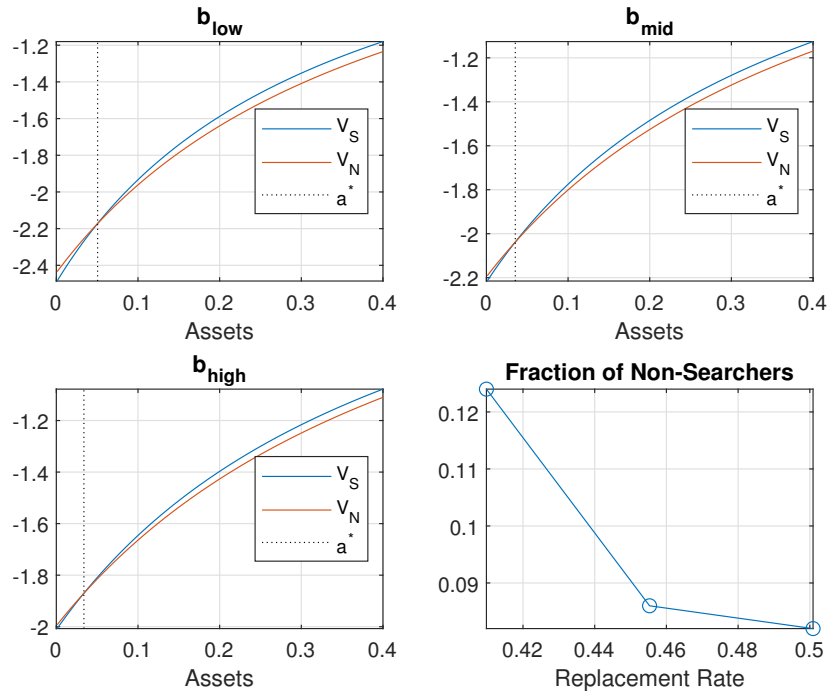 b_low
-1.2
-1.4
-1.6
-1.8
-2
-2.2
-2.4
0 0.1 0.2 0.3 0.4
Assets
V_S
V_N
a*
b_mid
-1.2
-1.4
-1.6
-1.8
-2
-2.2
0 0.1 0.2 0.3 0.4
Assets
V_S
V_N
a*
b_high
-1.2
-1.4
-1.6
-1.8
-2
0 0.1 0.2 0.3 0.4
Assets
V_S
V_N
a*
Fraction of Non-Searchers
0.12
0.11
0.1
0.09
0.42 0.44 0.46 0.48 0.5
Replacement Rate